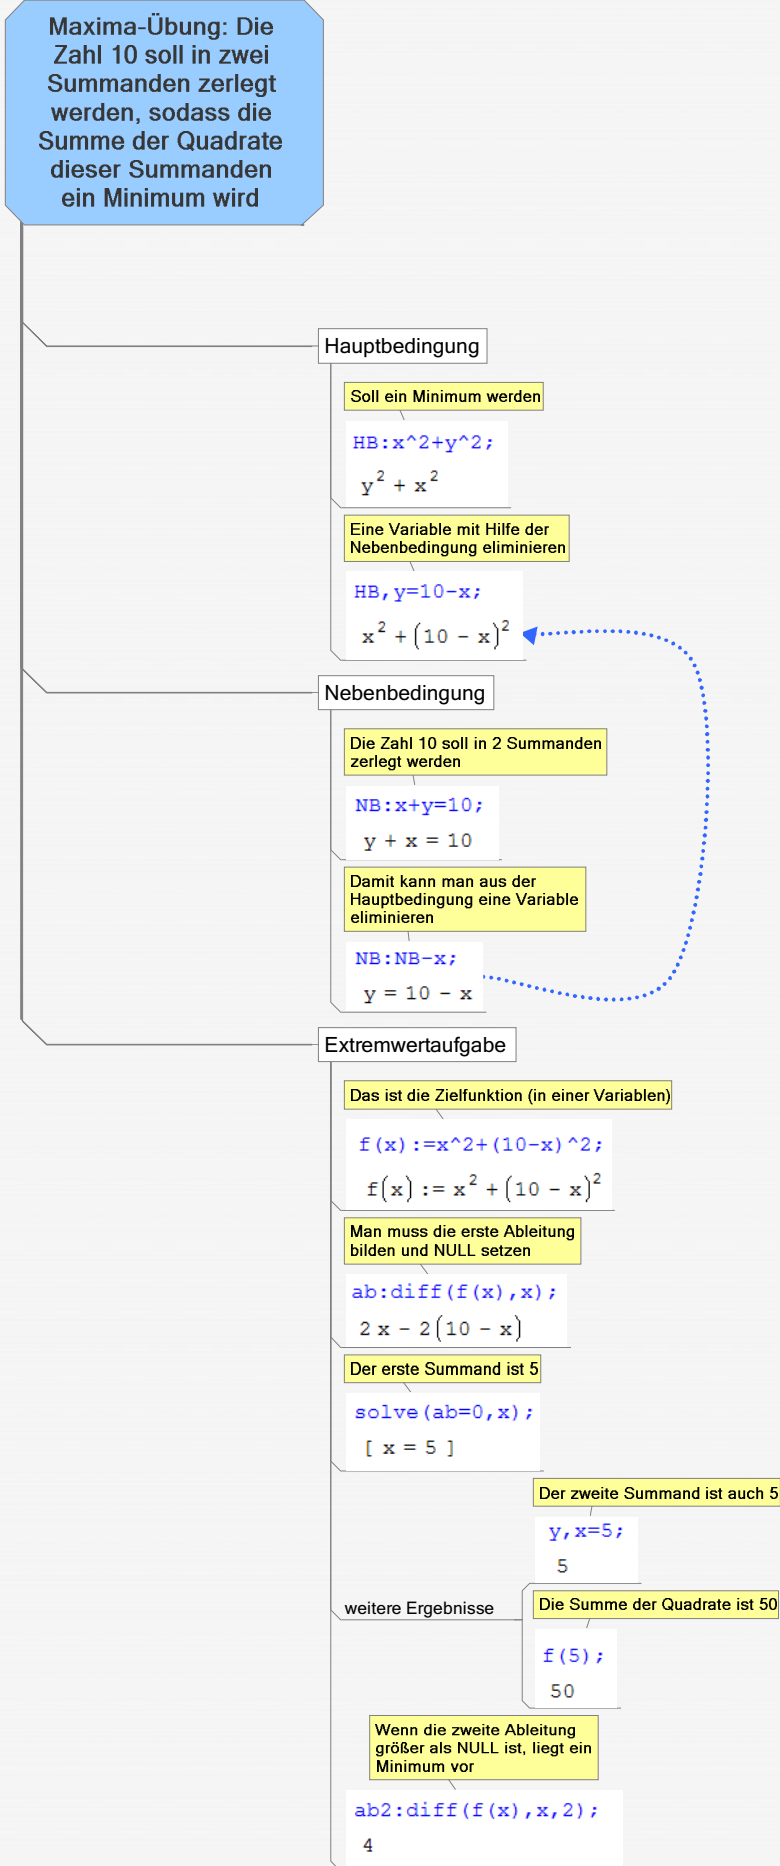 Maxima-Übung: Die
Zahl 10 soll in zwei
Summanden zerlegt
werden, sodass die
Summe der Quadrate
dieser Summanden
ein Minimum wird
Hauptbedingung
Soll ein Minimum werden
HB:x^2+y^2;
y² + x²
Eine Variable mit Hilfe der
Nebenbedingung eliminieren
HB,y=10-x;
x² + (10 - x)²
Nebenbedingung
Die Zahl 10 soll in 2 Summanden
zerlegt werden
NB:x+y=10;
y + x = 10
Damit kann man aus der
Hauptbedingung eine Variable
eliminieren
NB:NB-x;
y = 10 - x
Extremwertaufgabe
Das ist die Zielfunktion (in einer Variablen)
f(x):=x^2+(10-x)^2;
f(x) := x² + (10 - x)²
Man muss die erste Ableitung
bilden und NULL setzen
ab:diff(f(x),x);
2 x - 2 (10 - x)
Der erste Summand ist 5
solve(ab=0,x);
[ x = 5 ]
Der zweite Summand ist auch 5
y,x=5;
5
weitere Ergebnisse
Die Summe der Quadrate ist 50
f(5);
50
Wenn die zweite Ableitung
größer als NULL ist, liegt ein
Minimum vor
ab2:diff(f(x),x,2);
4